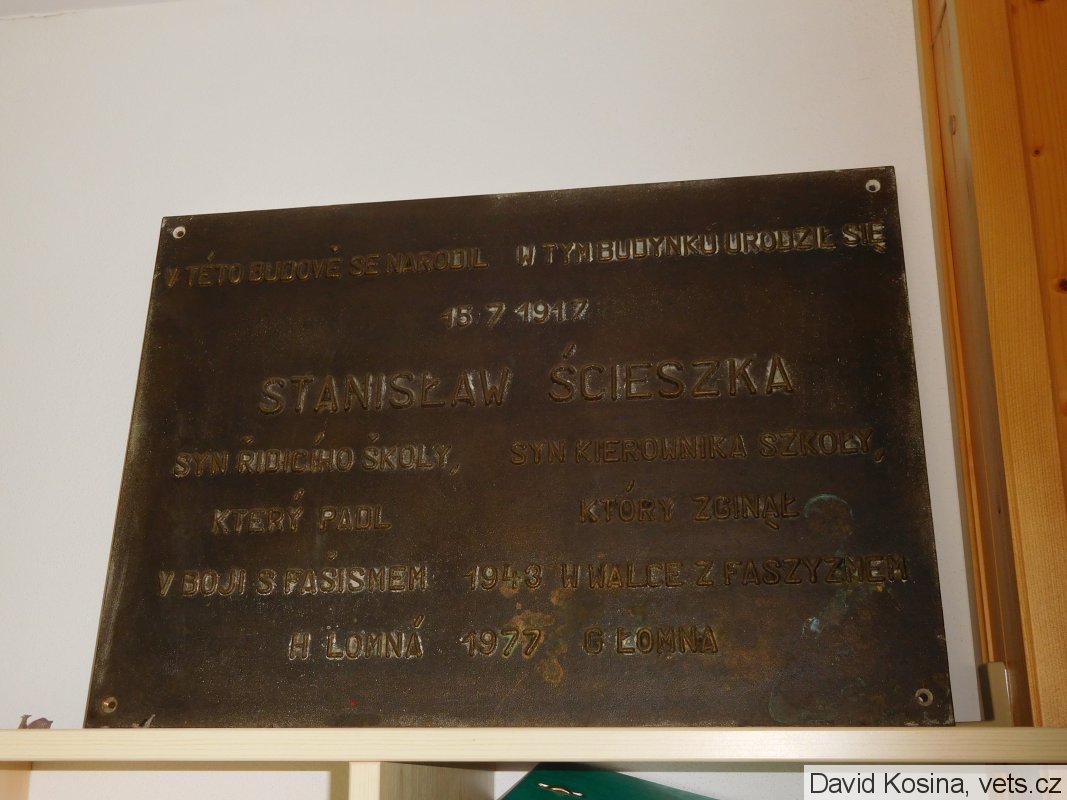 V TÉTO BUDOVĚ SE NARODIL W TYM BUDYNKU URODZIŁ SIĘ
15 7 1917
STANISŁAW ŚCIESZKA
SYN ŘÍDICÍHO ŠKOLY, SYN KIEROWNIKA SZKOŁY,
KTERÝ PADL KTÓRY ZGINĄŁ
V BOJI S FAŠISMEM 1943 W WALCE Z FASZYZMEM
H LOMNÁ 1977 G ŁOMNA
David Kosina, vets.cz